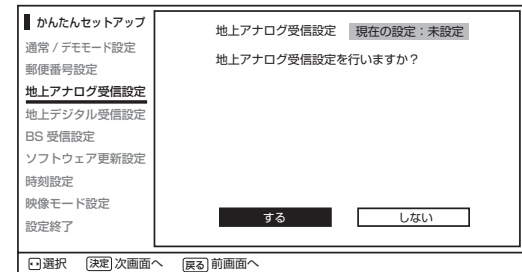 かんたんセットアップ
通常 / デモモード設定
郵便番号設定
地上アナログ受信設定
地上デジタル受信設定
BS 受信設定
ソフトウェア更新設定
時刻設定
映像モード設定
設定終了
地上アナログ受信設定 現在の設定：未設定
地上アナログ受信設定を行いますか？
する しない
選択 決定 次画面へ 戻る 前画面へ